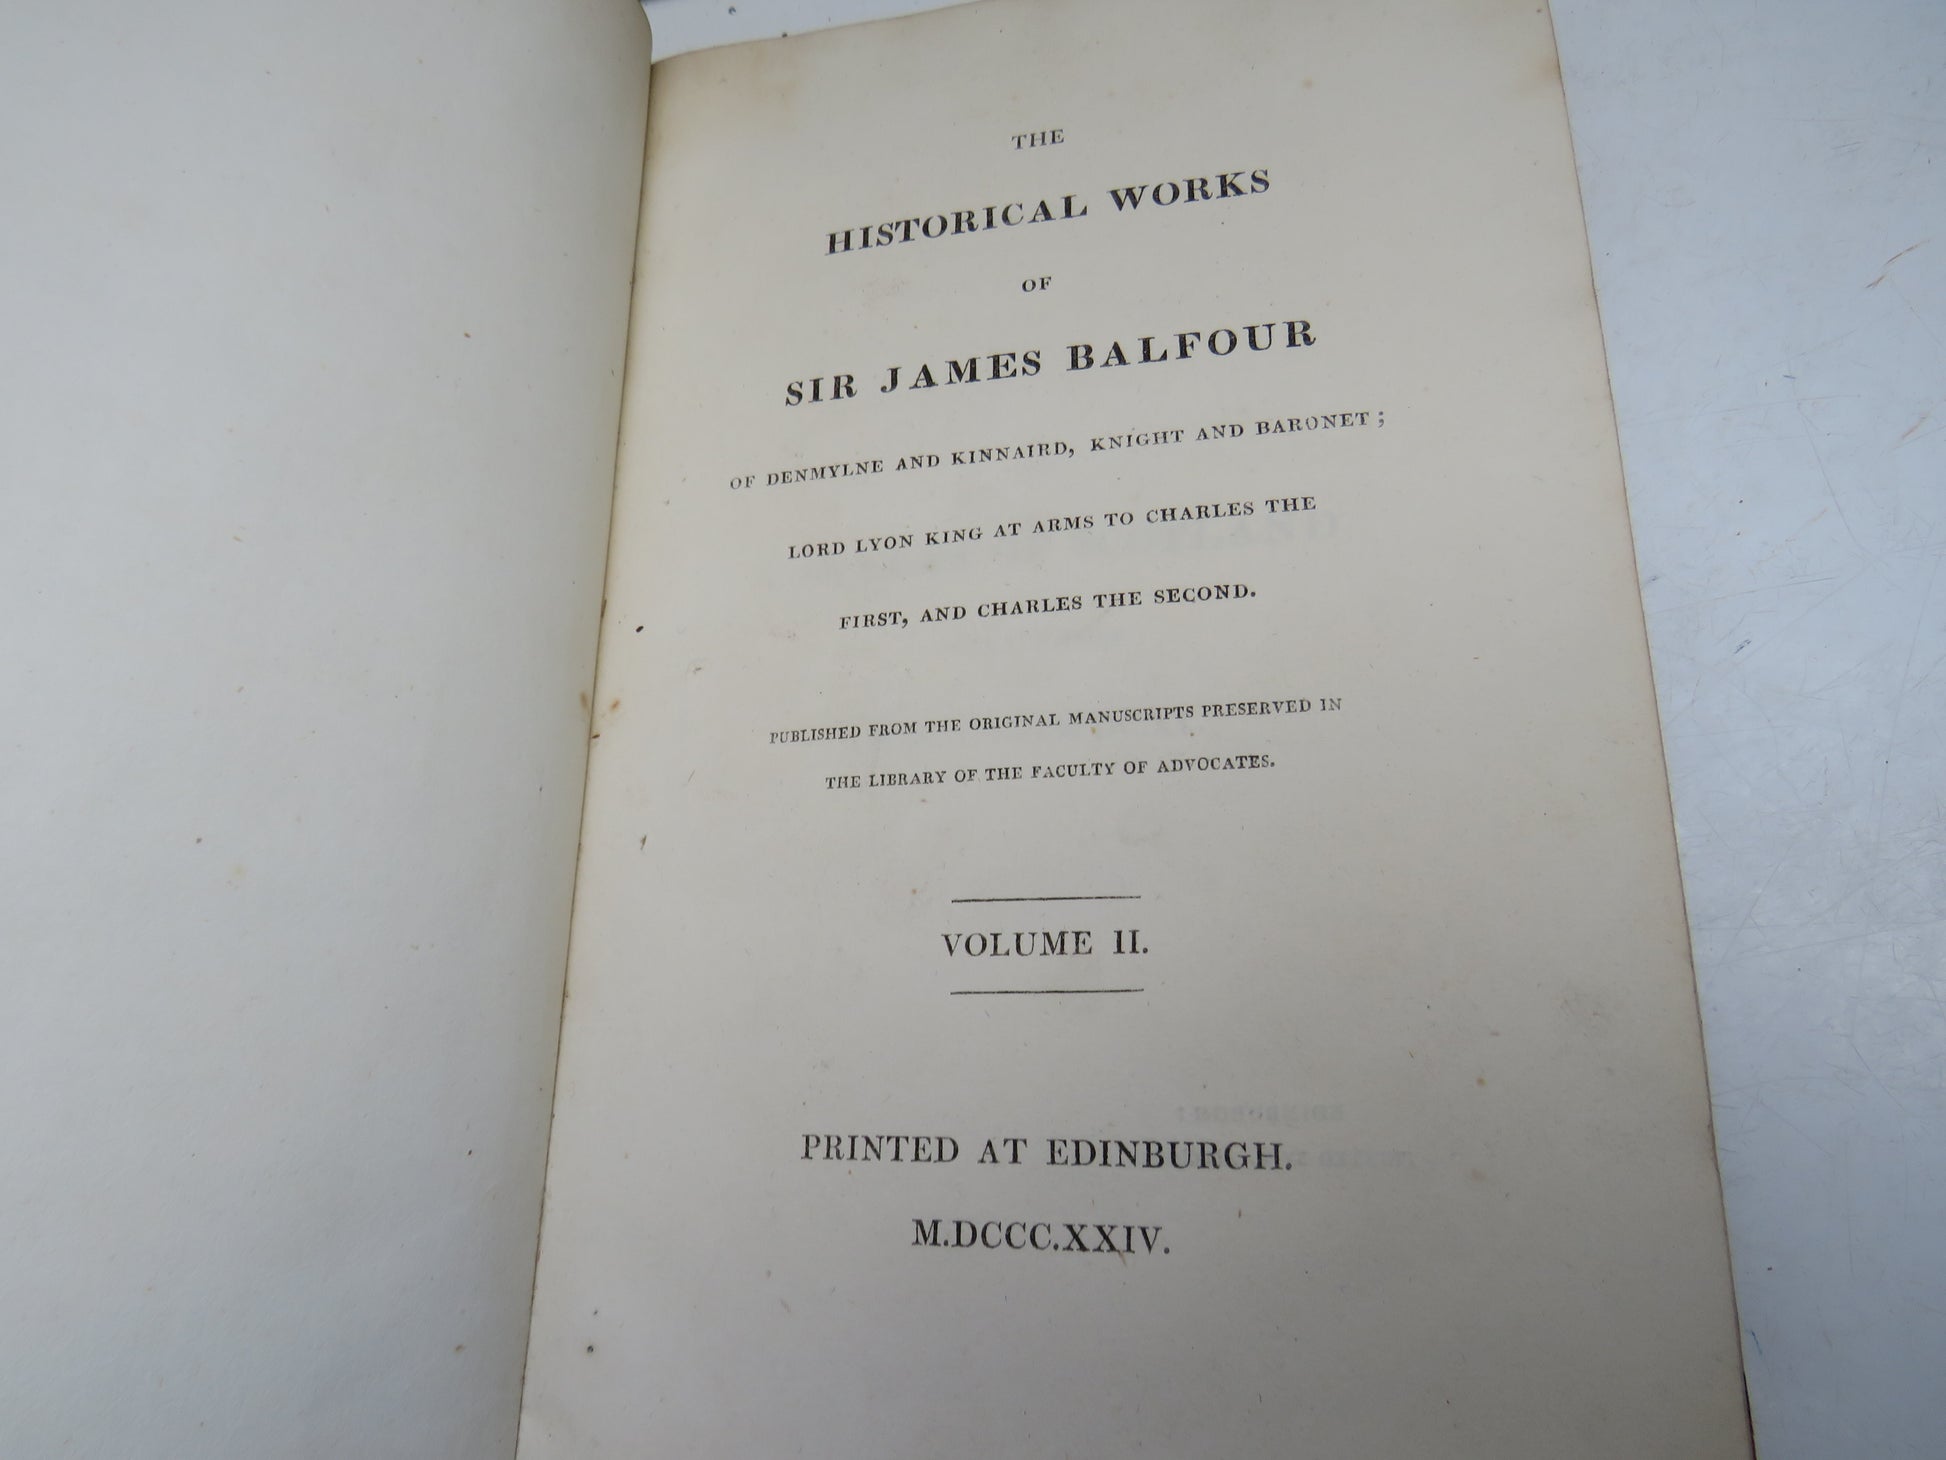 THE
HISTORICAL WORKS
OF
SIR JAMES BALFOUR
OF DENMYLNE AND KINNAIRD, KNIGHT AND BARONET;
LORD LYON KING AT ARMS TO CHARLES THE
FIRST, AND CHARLES THE SECOND.
PUBLISHED FROM THE ORIGINAL MANUSCRIPTS PRESERVED IN
THE LIBRARY OF THE FACULTY OF ADVOCATES.
VOLUME II.
PRINTED AT EDINBURGH.
M.DCCC.XXIV.